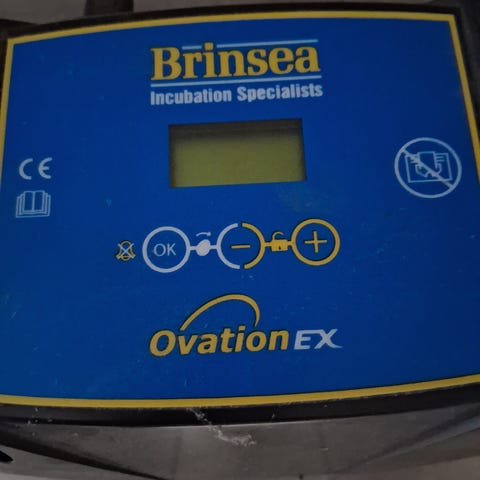 Brinsea
Incubation Specialists
CE
OK - +
Ovation EX